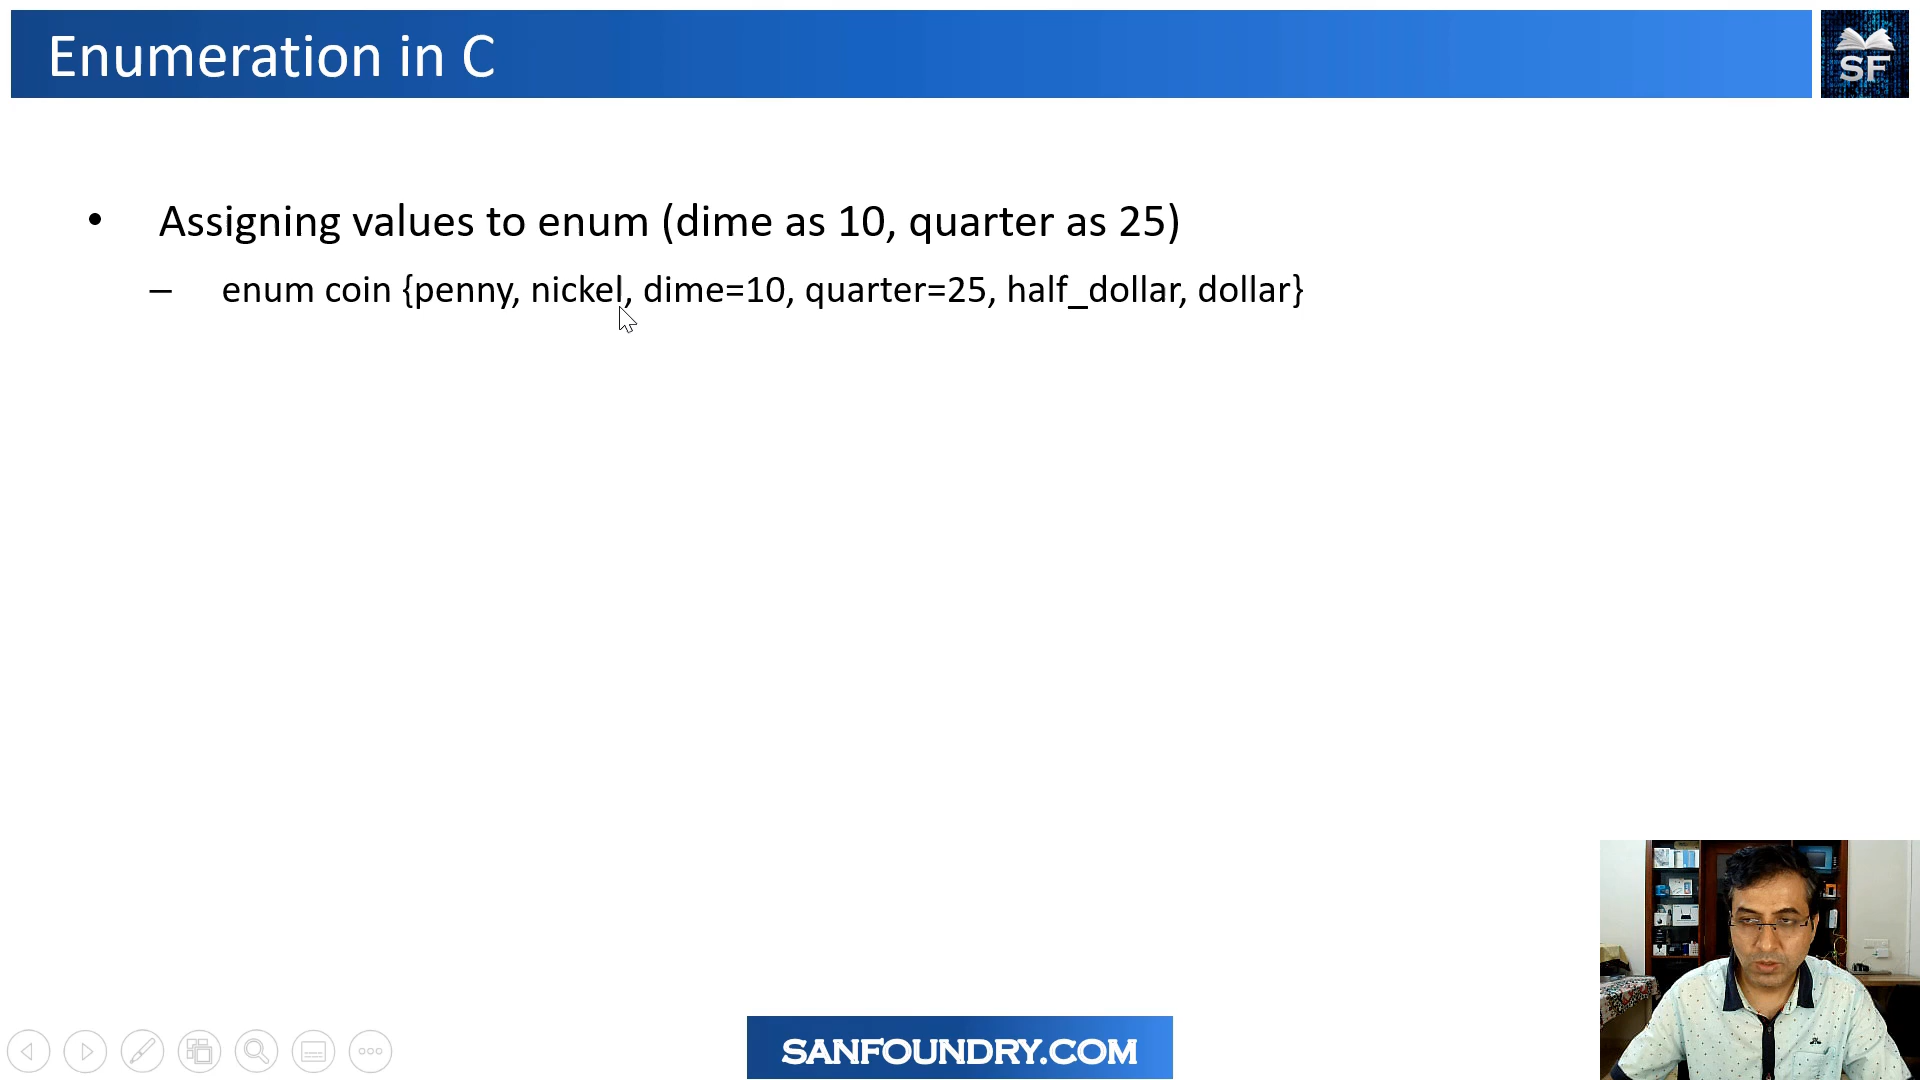 Enumeration in C
SF
• Assigning values to enum (dime as 10, quarter as 25)
– enum coin {penny, nickel, dime=10, quarter=25, half_dollar, dollar}
SANFOUNDRY.COM